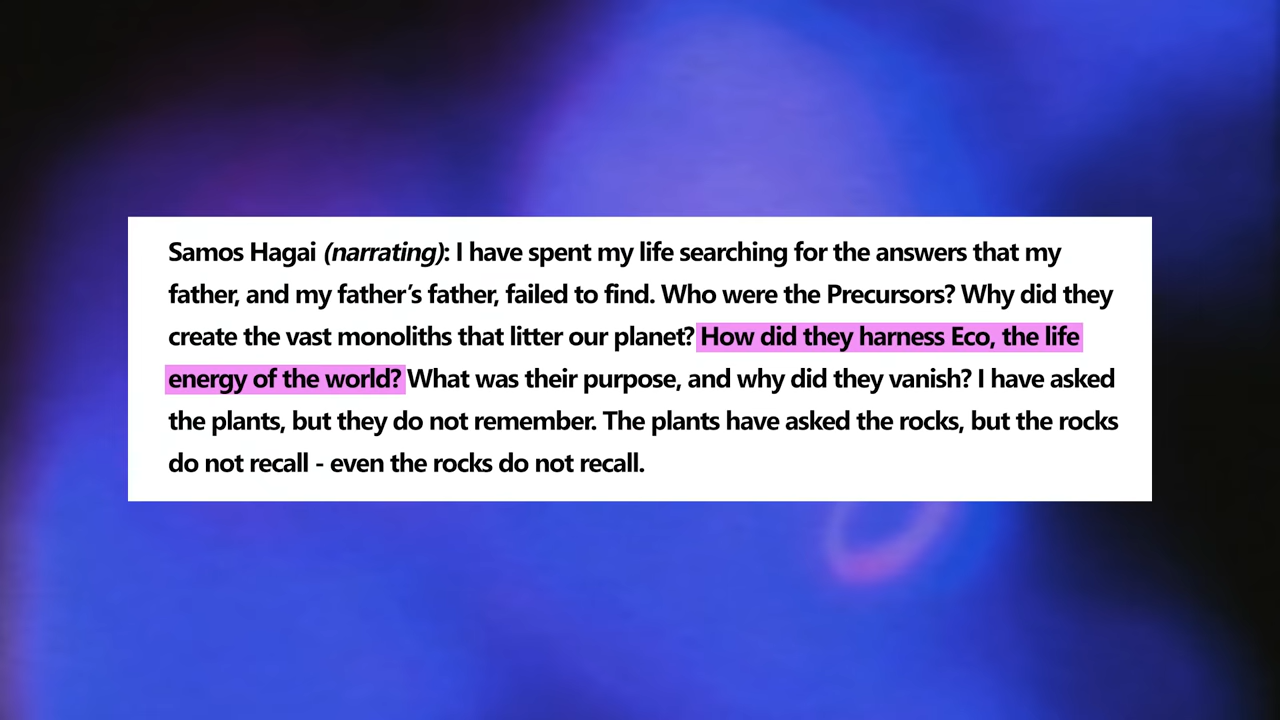 Samos Hagai (narrating): I have spent my life searching for the answers that my
father, and my father’s father, failed to find. Who were the Precursors? Why did they
create the vast monoliths that litter our planet? How did they harness Eco, the life
energy of the world? What was their purpose, and why did they vanish? I have asked
the plants, but they do not remember. The plants have asked the rocks, but the rocks
do not recall - even the rocks do not recall.